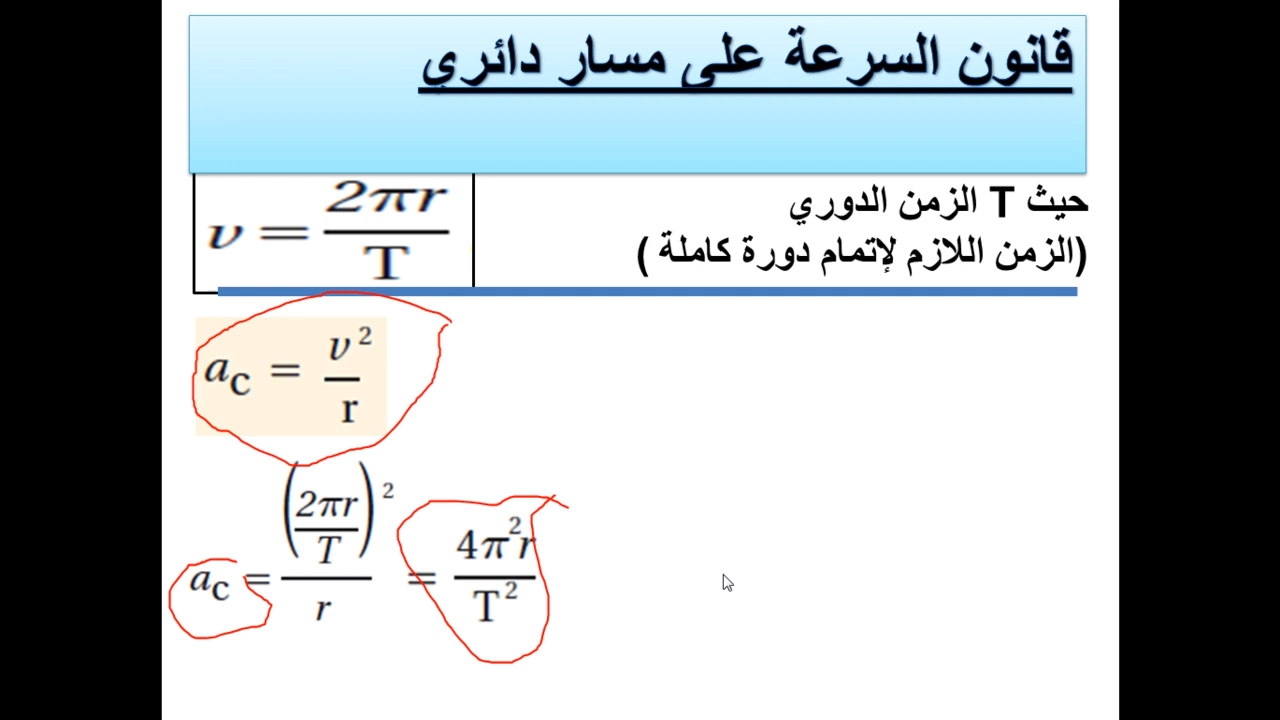 قانون السرعة على مسار دائري
v = 2πr / T
حيث T الزمن الدوري
(الزمن اللازم لإتمام دورة كاملة )
a_C = v² / r
a_C = (2πr / T)² / r = 4π²r / T²